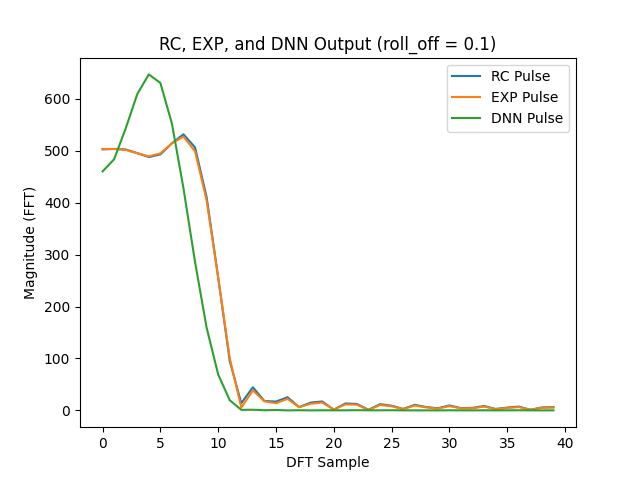 RC, EXP, and DNN Output (roll_off = 0.1)
RC Pulse
EXP Pulse
DNN Pulse
Magnitude (FFT)
600
500
400
300
200
100
0
0 5 10 15 20 25 30 35 40
DFT Sample